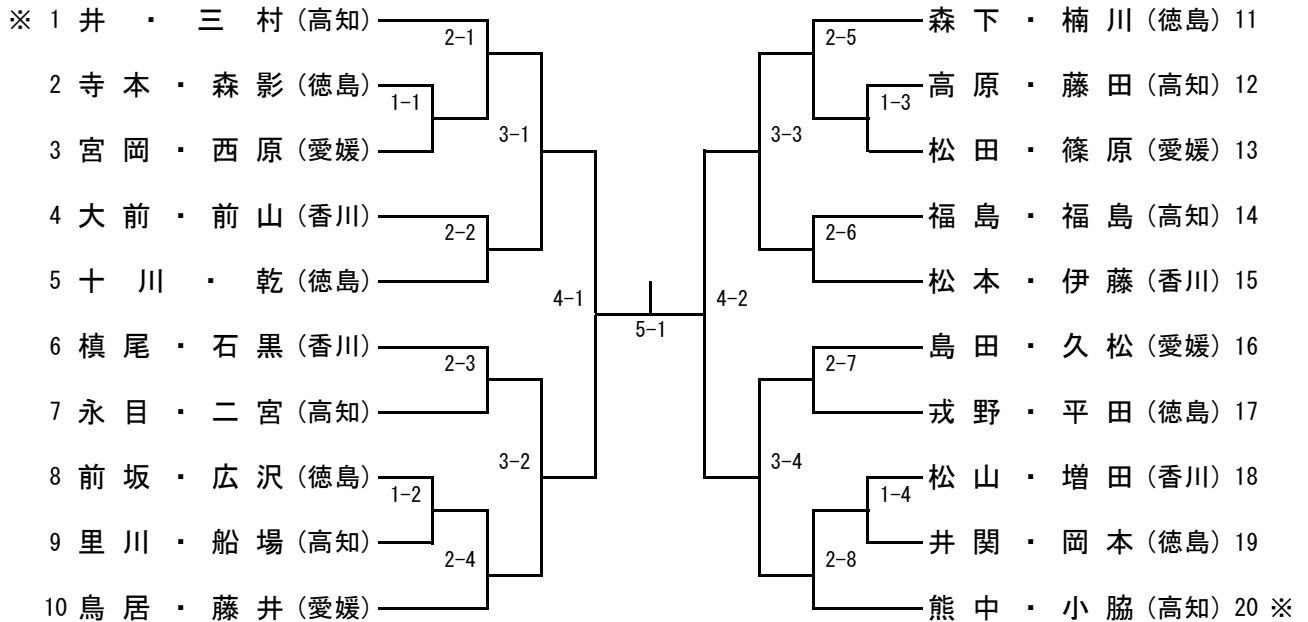 ※ 1 井 ・ 三 村 (高知)
2-1
2 寺 本 ・ 森 影 (徳島)
1-1
3 宮 岡 ・ 西 原 (愛媛)
3-1
4 大 前 ・ 前 山 (香川)
2-2
5 十 川 ・ 乾 (徳島)
4-1
6 槙 尾 ・ 石 黒 (香川)
2-3
7 永 目 ・ 二 宮 (高知)
3-2
8 前 坂 ・ 広 沢 (徳島)
1-2
9 里 川 ・ 船 場 (高知)
2-4
10 鳥 居 ・ 藤 井 (愛媛)
5-1
森 下 ・ 楠 川 (徳島) 11
2-5
高 原 ・ 藤 田 (高知) 12
1-3
松 田 ・ 篠 原 (愛媛) 13
3-3
福 島 ・ 福 島 (高知) 14
2-6
松 本 ・ 伊 藤 (香川) 15
4-2
島 田 ・ 久 松 (愛媛) 16
2-7
戎 野 ・ 平 田 (徳島) 17
3-4
松 山 ・ 増 田 (香川) 18
1-4
井 関 ・ 岡 本 (徳島) 19
2-8
熊 中 ・ 小 脇 (高知) 20 ※